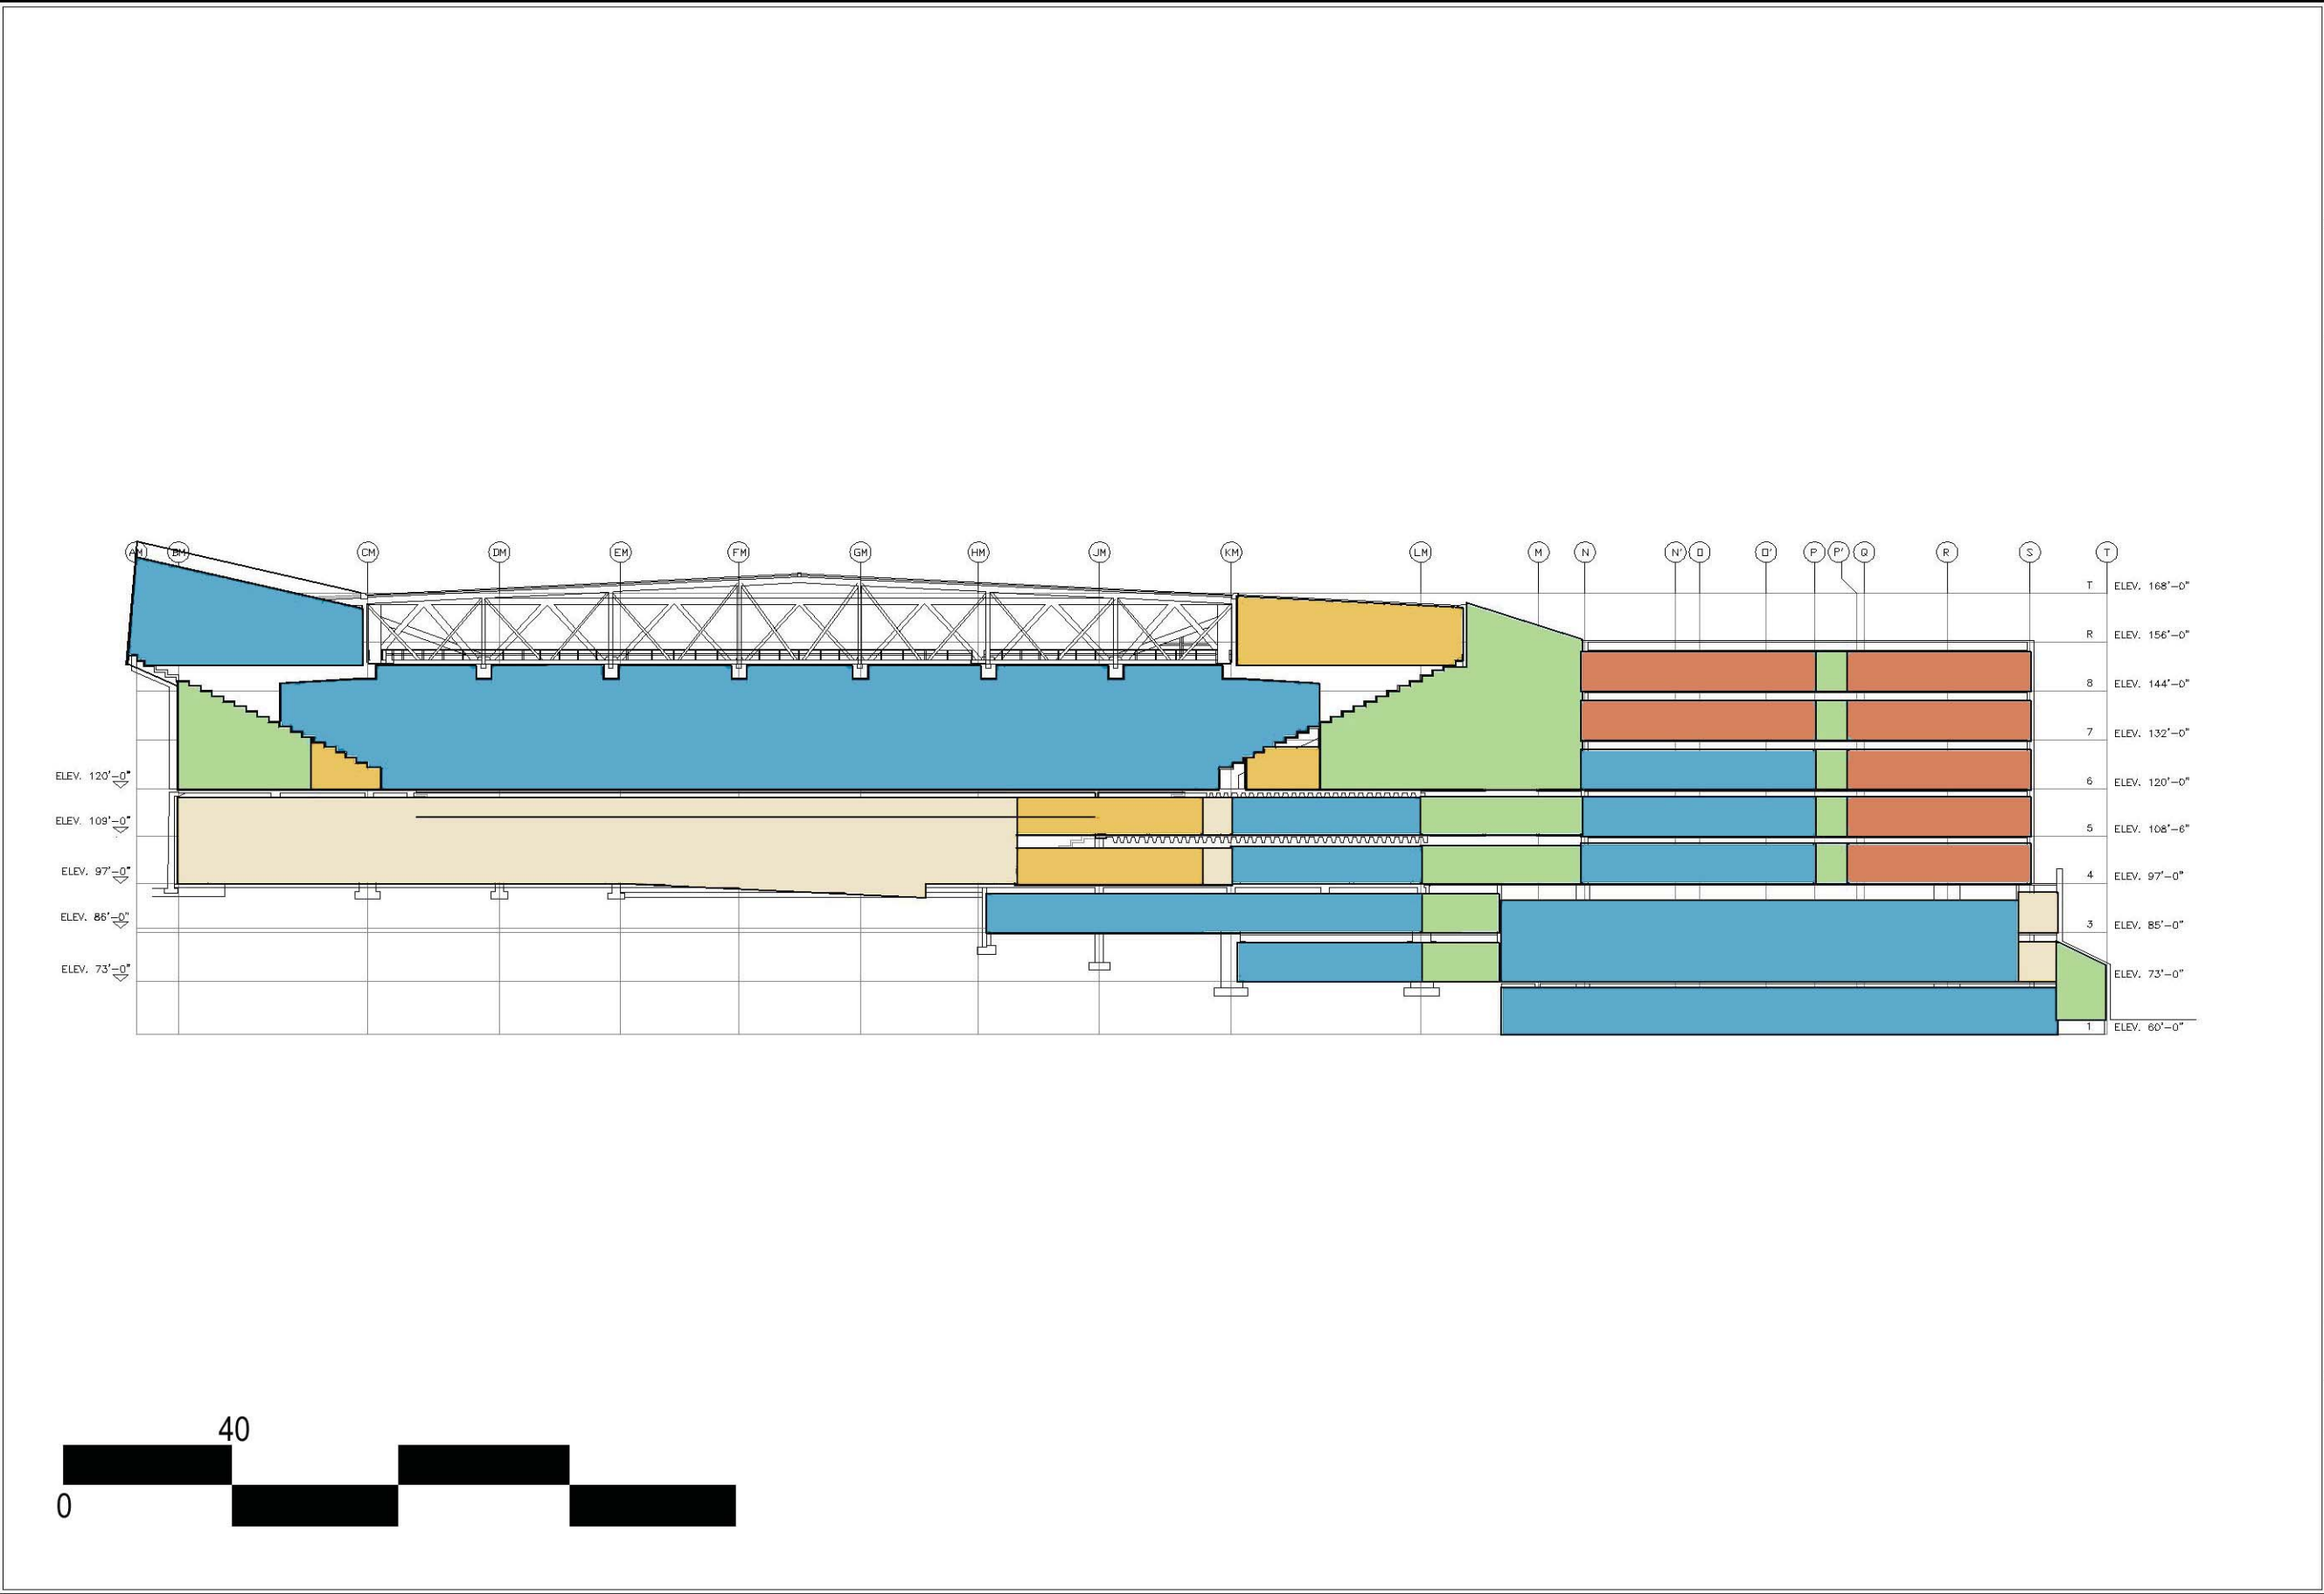 AM BM CM DM EM FM GM HM JM KM LM M N N' O O' P P' Q R S T
T ELEV. 168'-0"
R ELEV. 156'-0"
8 ELEV. 144'-0"
7 ELEV. 132'-0"
ELEV. 120'-0" 6 ELEV. 120'-0"
ELEV. 109'-0" 5 ELEV. 108'-6"
ELEV. 97'-0" 4 ELEV. 97'-0"
ELEV. 86'-0" 3 ELEV. 85'-0"
ELEV. 73'-0" ELEV. 73'-0"
1 ELEV. 60'-0"
40
0